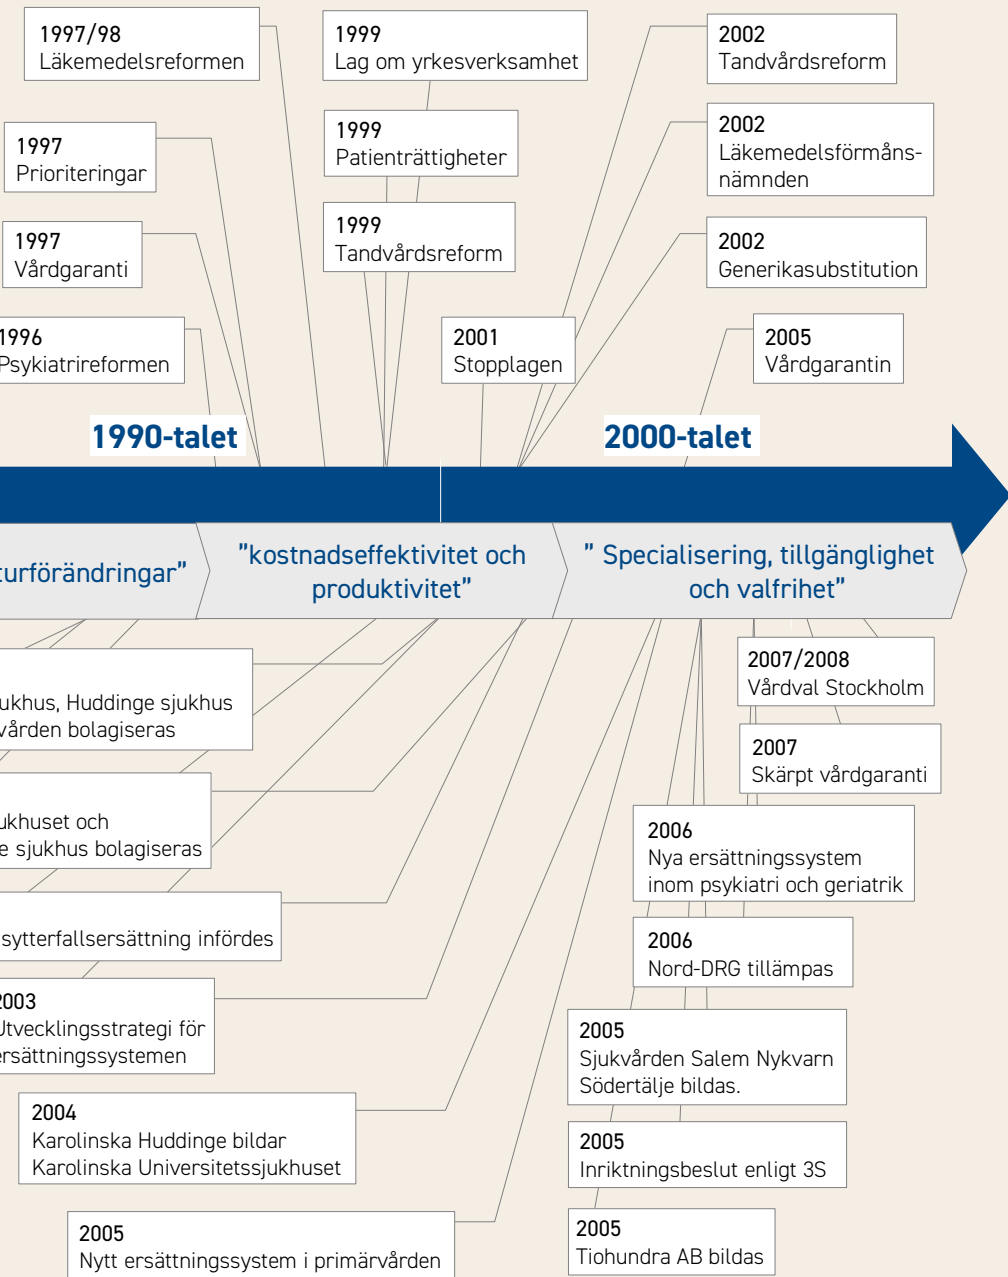 1997/98
Läkemedelsreformen
1999
Lag om yrkesverksamhet
2002
Tandvårdsreform
1997
Prioriteringar
1999
Patienträttigheter
2002
Läkemedelsförmåns-
nämnden
1997
Vårdgaranti
1999
Tandvårdsreform
2002
Generikasubstitution
1996
Psykiatrireformen
2001
Stopplagen
2005
Vårdgarantin
1990-talet
2000-talet
turförändringar”
”kostnadseffektivitet och
produktivitet”
” Specialisering, tillgänglighet
och valfrihet”
ukhus, Huddinge sjukhus
vården bolagiseras
ukhuset och
e sjukhus bolagiseras
sytterfallsersättning infördes
2003
Utvecklingsstrategi för
ersättningssystemen
2004
Karolinska Huddinge bildar
Karolinska Universitetssjukhuset
2005
Nytt ersättningssystem i primärvården
2007/2008
Vårdval Stockholm
2007
Skärpt vårdgaranti
2006
Nya ersättningssystem
inom psykiatri och geriatrik
2006
Nord-DRG tillämpas
2005
Sjukvården Salem Nykvarn
Södertälje bildas.
2005
Inriktningsbeslut enligt 3S
2005
Tiohundra AB bildas